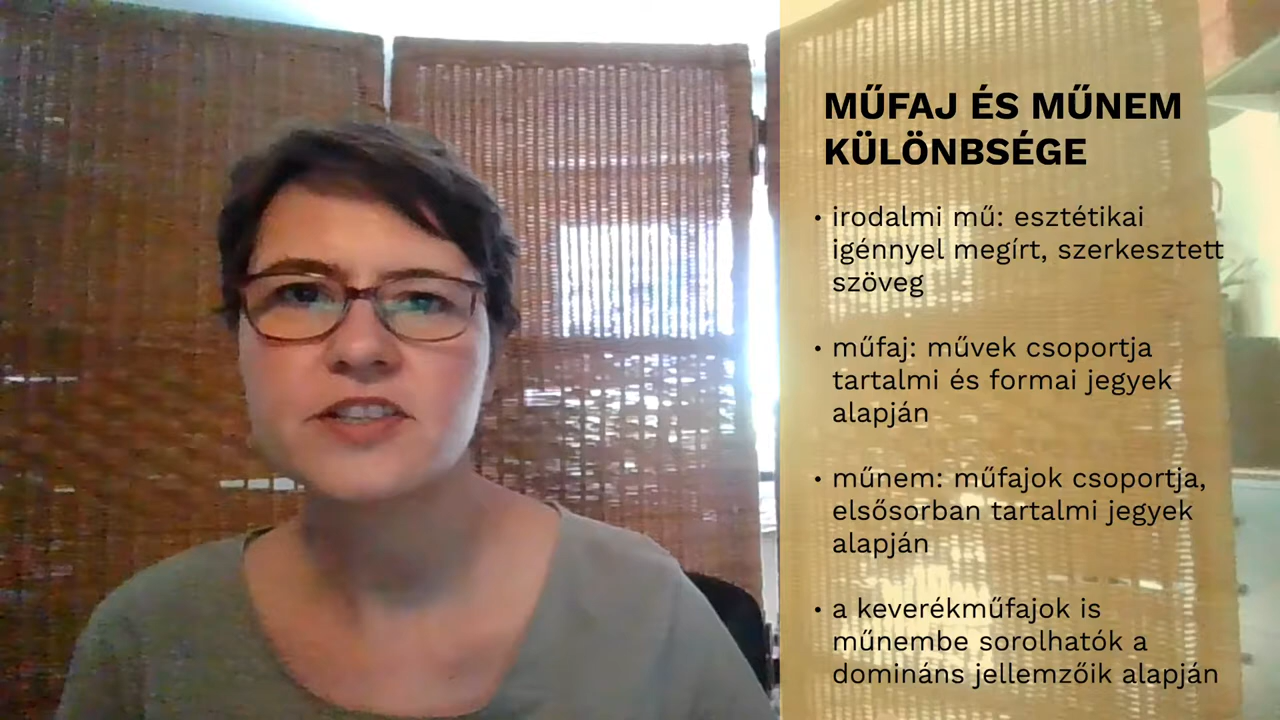 MŰFAJ ÉS MŰNEM
KÜLÖNBSÉGE
• irodalmi mű: esztétikai
igénnyel megírt, szerkesztett
szöveg
• műfaj: művek csoportja
tartalmi és formai jegyek
alapján
• műnem: műfajok csoportja,
elsősorban tartalmi jegyek
alapján
• a keverékműfajok is
műnembe sorolhatók a
domináns jellemzőik alapján